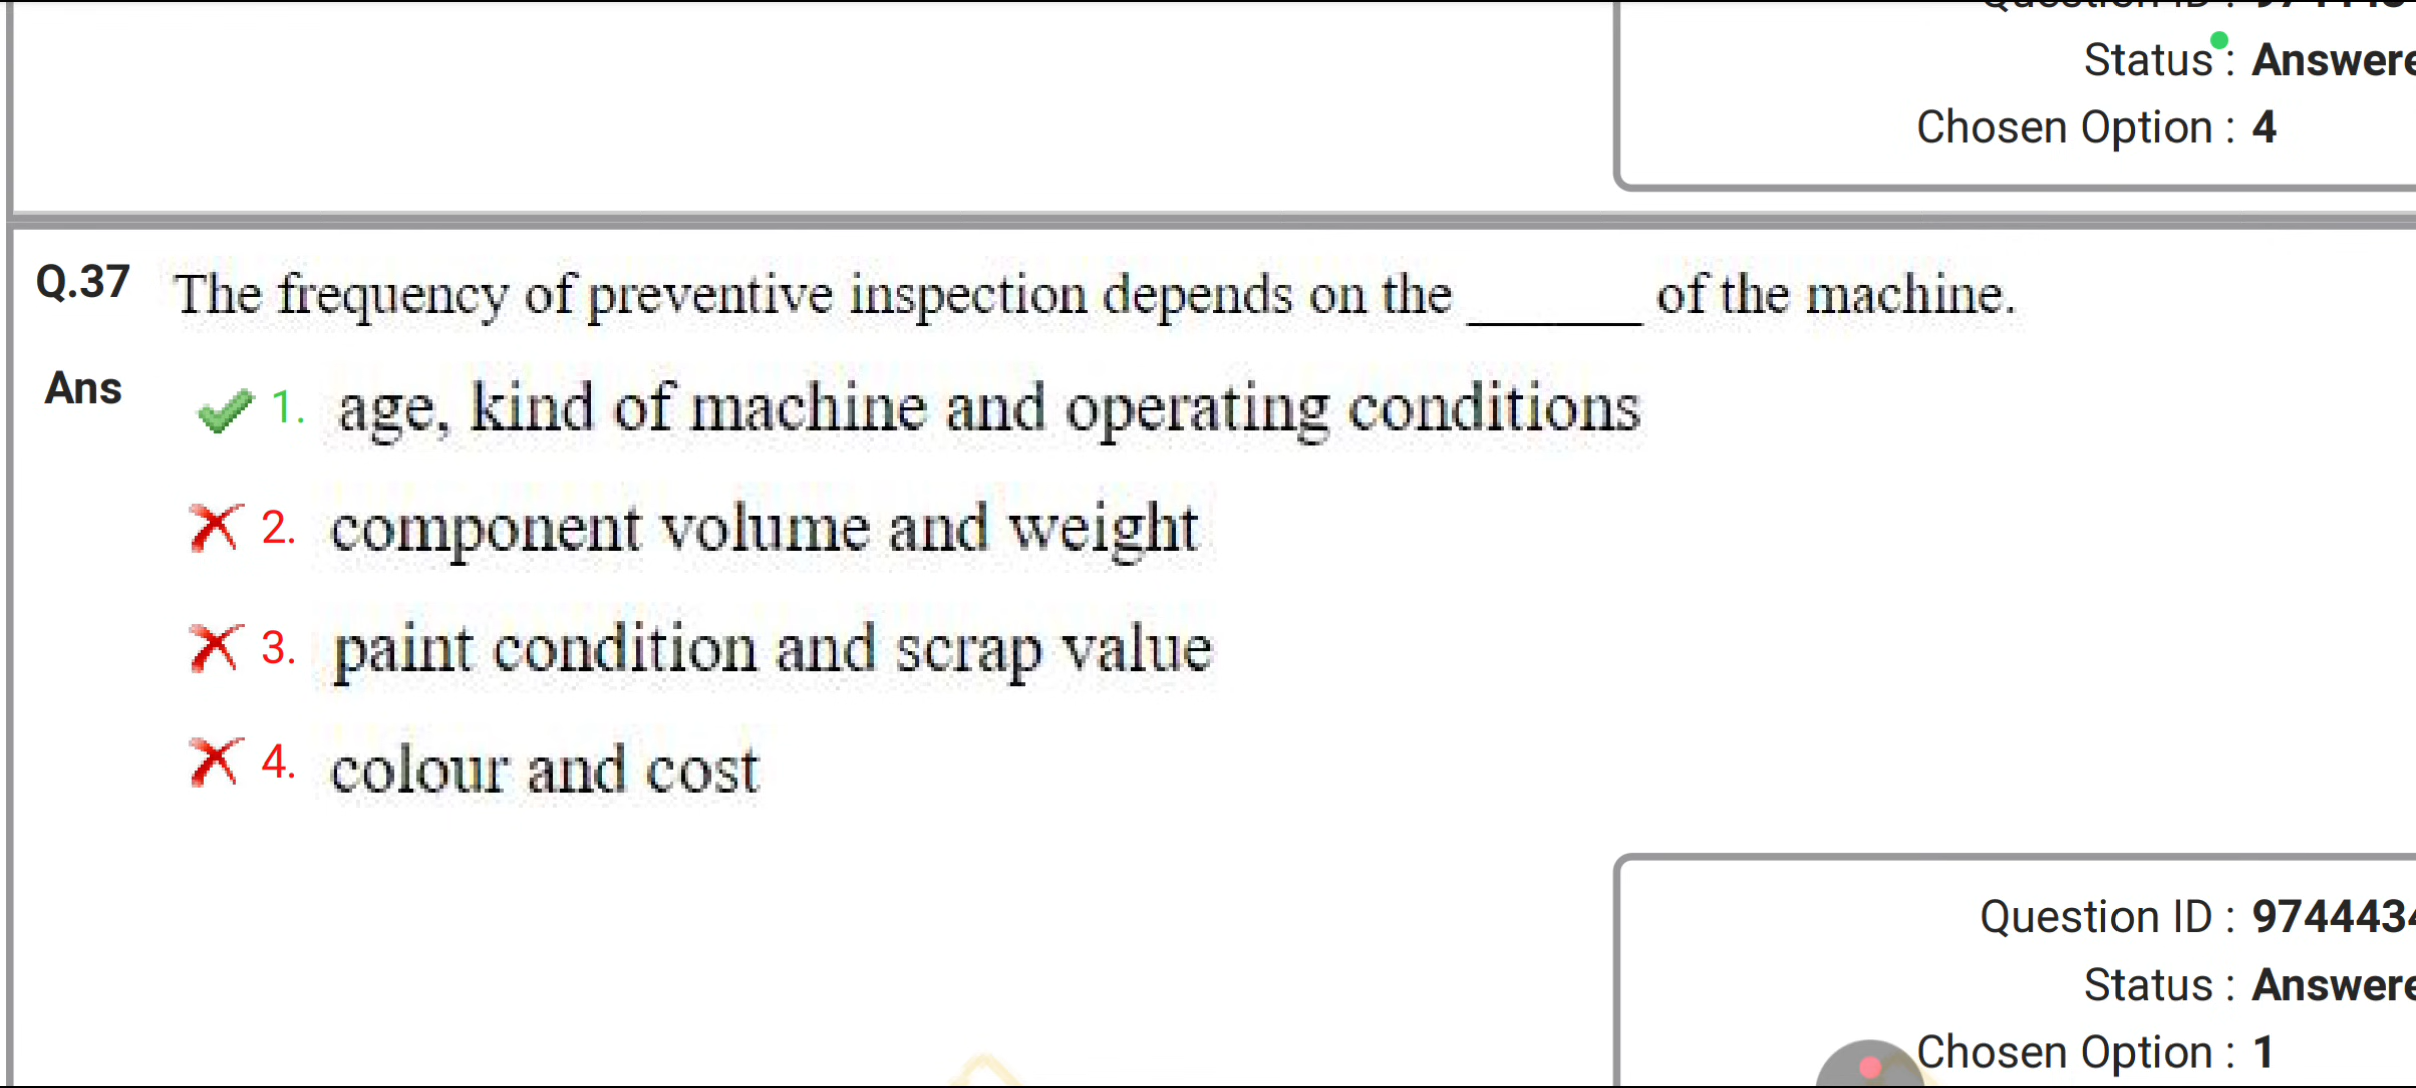 Status : Answere
Chosen Option : 4
Q.37 The frequency of preventive inspection depends on the ______ of the machine.
Ans 1. age, kind of machine and operating conditions
2. component volume and weight
3. paint condition and scrap value
4. colour and cost
Question ID : 974443
Status : Answere
Chosen Option : 1